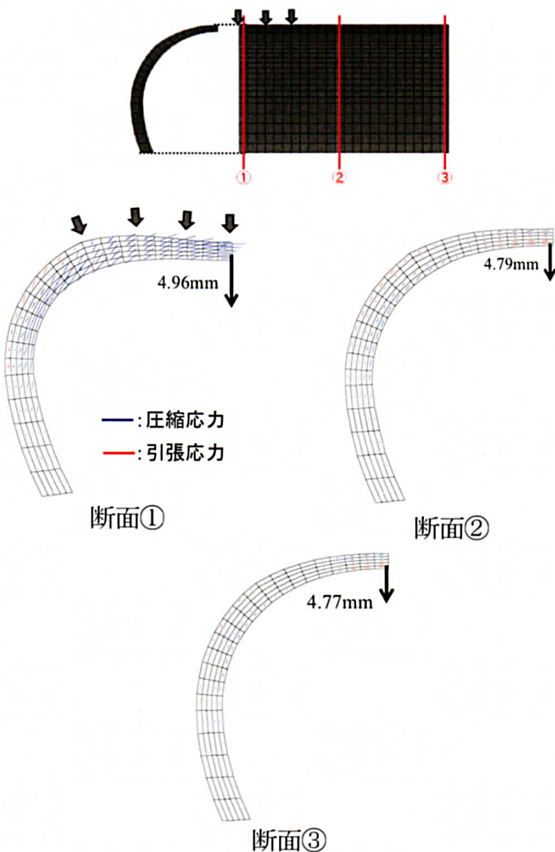 ① ② ③
4.96mm
4.79mm
―:圧縮応力
―:引張応力
断面①
断面②
4.77mm
断面③